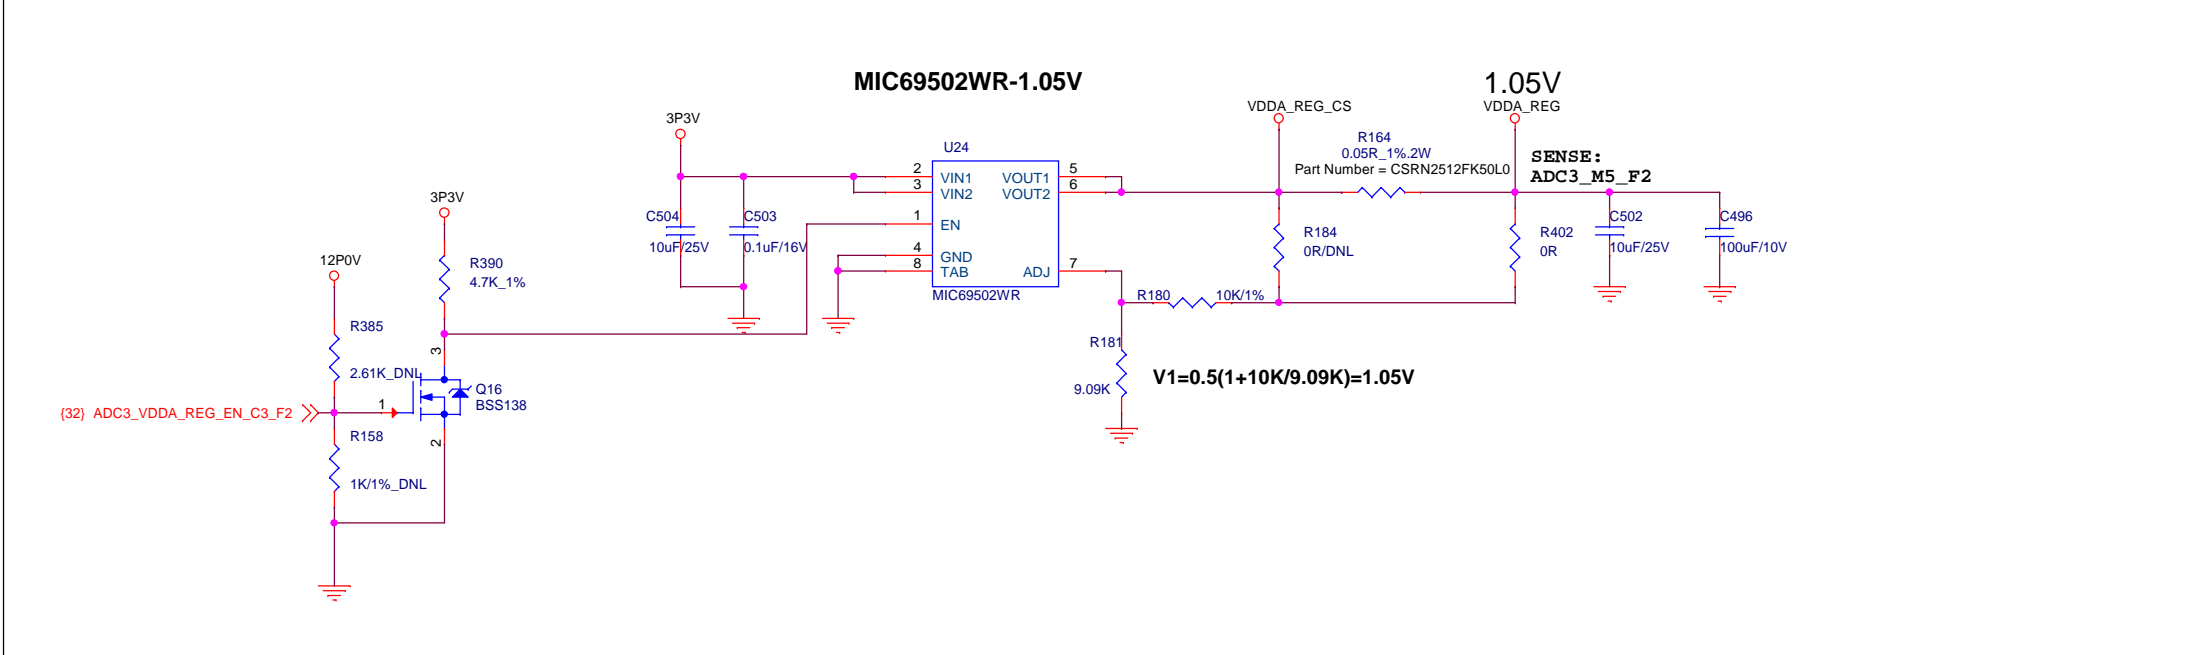 MIC69502WR-1.05V
1.05V
VDDA_REG_CS
VDDA_REG
3P3V
R164
0.05R_1%.2W
Part Number = CSRN2512FK50L0
SENSE:
ADC3_M5_F2
U24
2
VIN1
VOUT1
5
3
VIN2
VOUT2
6
1
EN
4
GND
8
TAB
ADJ
7
MIC69502WR
C504
10uF/25V
C503
0.1uF/16V
3P3V
R390
4.7K_1%
12P0V
R385
2.61K_DNL
R184
0R/DNL
R402
0R
C502
10uF/25V
C496
100uF/10V
R180
10K/1%
R181
9.09K
V1=0.5(1+10K/9.09K)=1.05V
3
Q16
BSS138
1
2
{32} ADC3_VDDA_REG_EN_C3_F2
R158
1K/1%_DNL